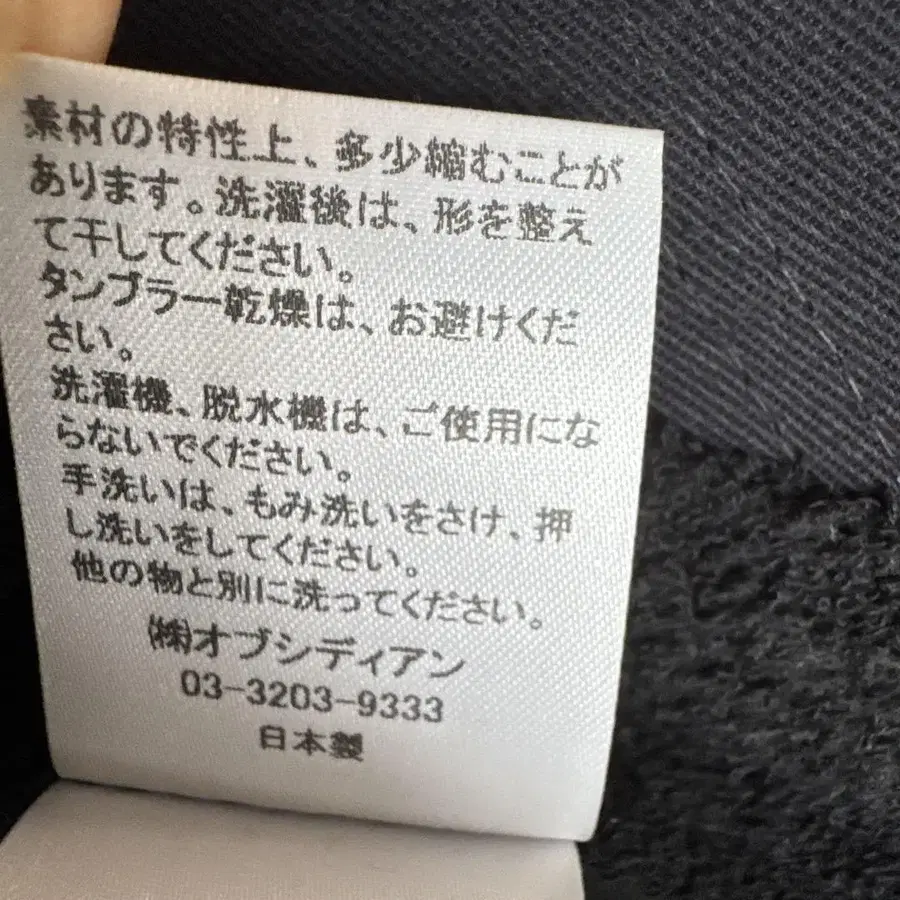 素材の特性上、多少縮むことが
あります。洗濯後は、形を整え
て干してください。
タンブラー乾燥は、お避けくだ
さい。
洗濯機、脱水機は、ご使用にな
らないでください。
手洗いは、もみ洗いをさけ、押
し洗いをしてください。
他の物と別に洗ってください。
㈱オブシディアン
03-3203-9333
日本製